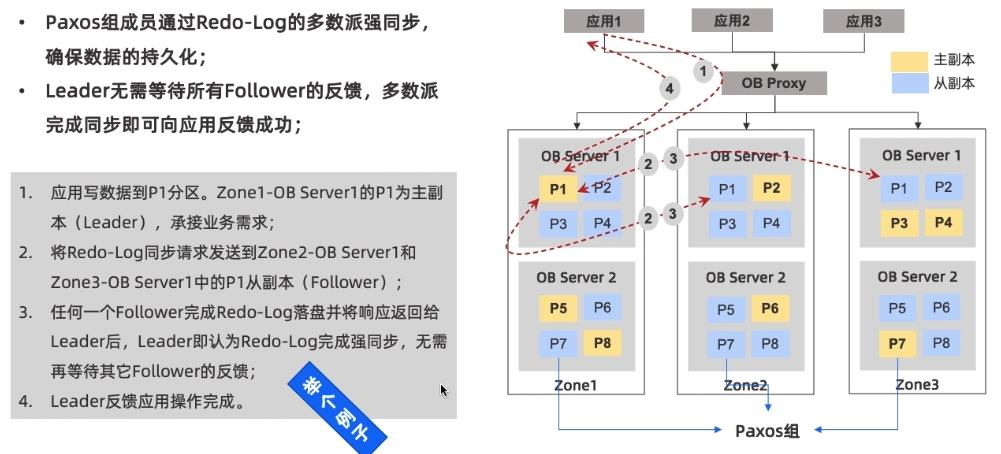 • Paxos组成员通过Redo-Log的多数派强同步，
确保数据的持久化；
• Leader无需等待所有Follower的反馈，多数派
完成同步即可向应用反馈成功；
1. 应用写数据到P1分区。Zone1-OB Server1的P1为主副
本（Leader），承接业务需求；
2. 将Redo-Log同步请求发送到Zone2-OB Server1和
Zone3-OB Server1中的P1从副本（Follower）；
3. 任何一个Follower完成Redo-Log落盘并将响应返回给
Leader后，Leader即认为Redo-Log完成强同步，无需
再等待其它Follower的反馈；
4. Leader反馈应用操作完成。
举个例子
应用1 应用2 应用3
主副本
从副本
1
4
OB Proxy
OB Server 1 OB Server 1 OB Server 1
2 3
P1 P2 P1 P2 P1 P2
2 3
P3 P4 P3 P4 P3 P4
OB Server 2 OB Server 2 OB Server 2
P5 P6 P5 P6 P5 P6
P7 P8 P7 P8 P7 P8
Zone1 Zone2 Zone3
Paxos组